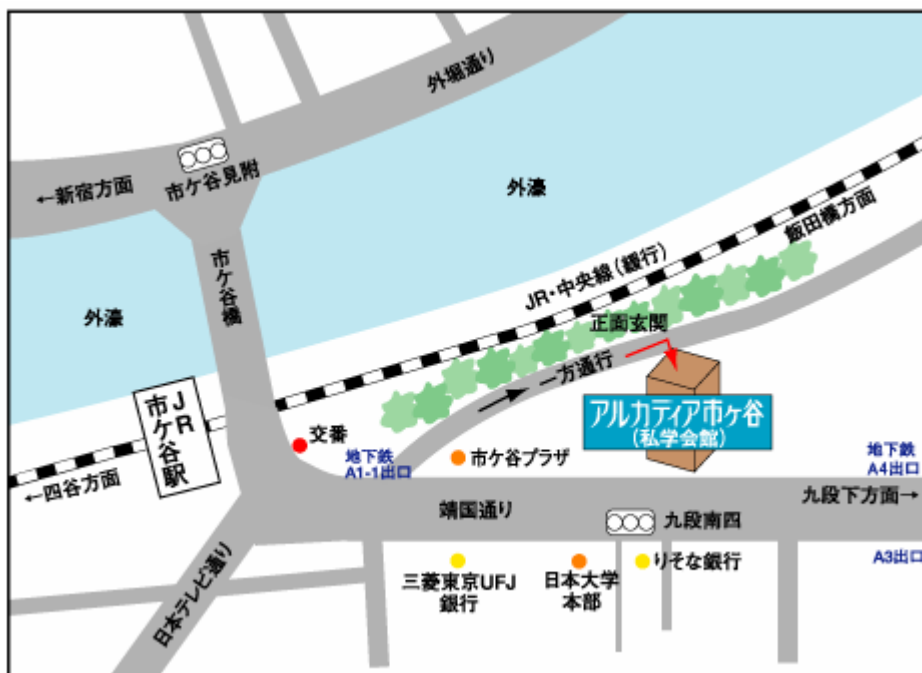 外堀通り
市ケ谷見附
←新宿方面
外濠
飯田橋方面
市ケ谷橋
JR・中央線(銀行)
外濠
正面玄関
一方通行
アルカディア市ヶ谷
(私学会館)
JR
市ケ谷駅
交番
地下鉄
A1-1出口
市ケ谷プラザ
地下鉄
A4出口
←四谷方面
九段下方面→
靖国通り
九段南四
A3出口
三菱東京UFJ
銀行
日本大学
本部
りそな銀行
日本テレビ通り